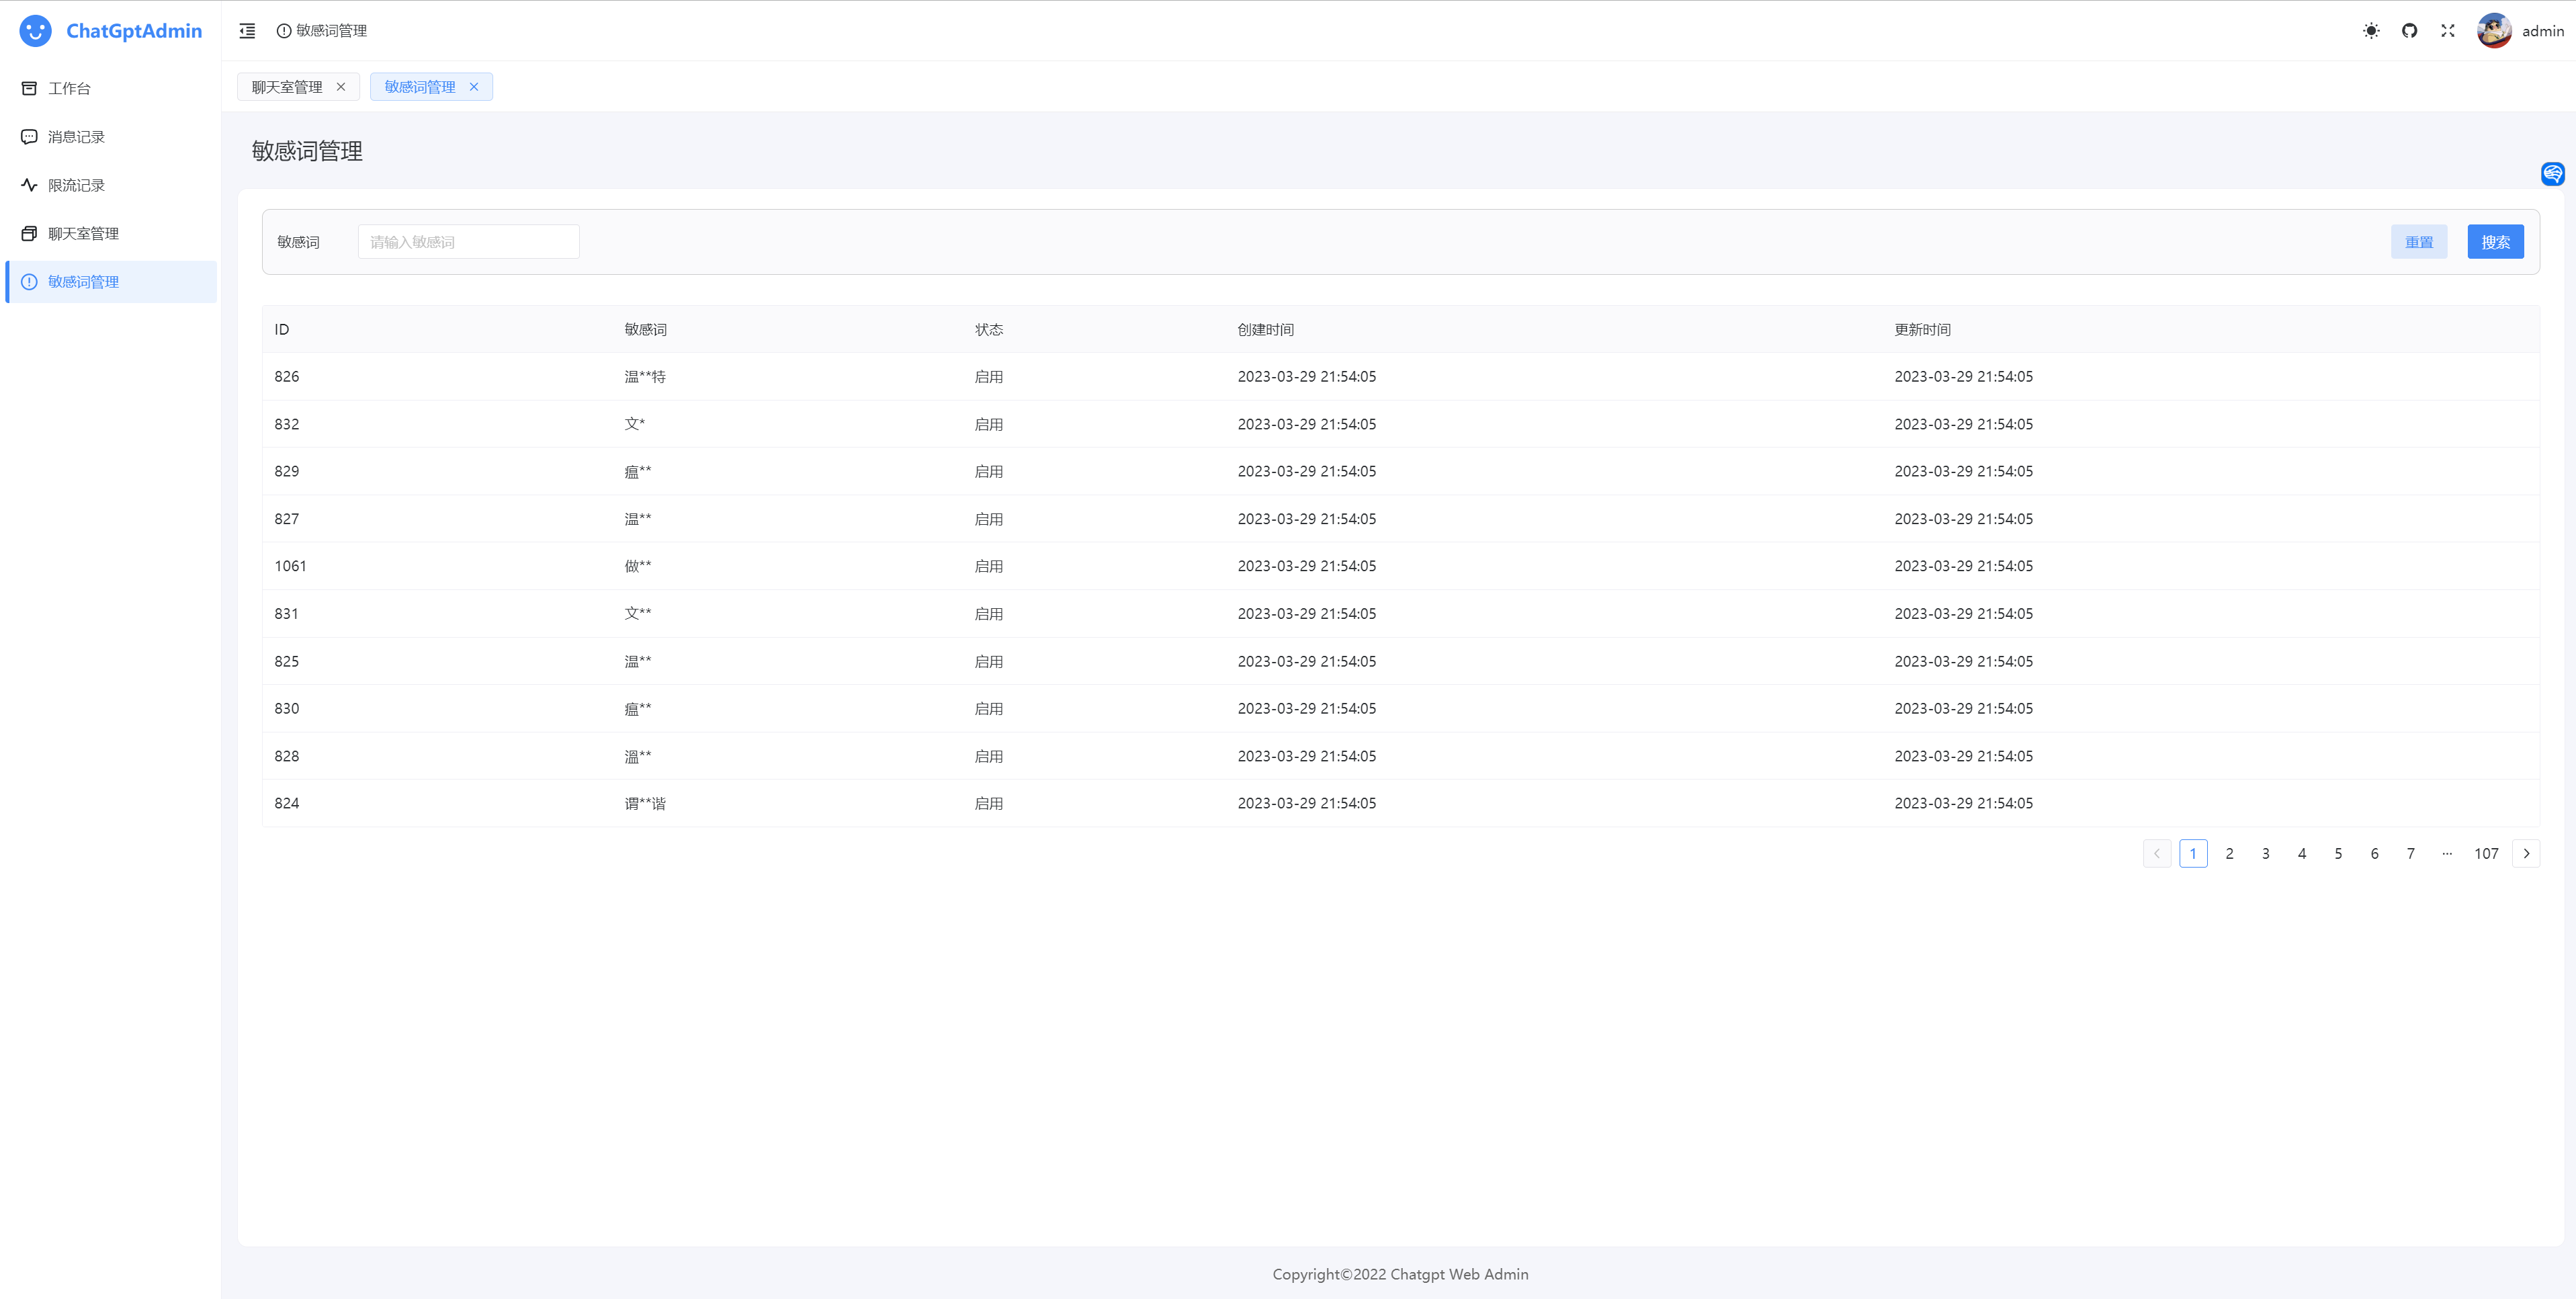 ChatGptAdmin
敏感词管理
admin
工作台
消息记录
限流记录
聊天室管理
敏感词管理
聊天室管理
敏感词管理
敏感词管理
敏感词 请输入敏感词 重置 搜索
ID 敏感词 状态 创建时间 更新时间
826 温**特 启用 2023-03-29 21:54:05 2023-03-29 21:54:05
832 文* 启用 2023-03-29 21:54:05 2023-03-29 21:54:05
829 瘟** 启用 2023-03-29 21:54:05 2023-03-29 21:54:05
827 温** 启用 2023-03-29 21:54:05 2023-03-29 21:54:05
1061 做** 启用 2023-03-29 21:54:05 2023-03-29 21:54:05
831 文** 启用 2023-03-29 21:54:05 2023-03-29 21:54:05
825 温** 启用 2023-03-29 21:54:05 2023-03-29 21:54:05
830 瘟** 启用 2023-03-29 21:54:05 2023-03-29 21:54:05
828 溫** 启用 2023-03-29 21:54:05 2023-03-29 21:54:05
824 谓**谐 启用 2023-03-29 21:54:05 2023-03-29 21:54:05
1 2 3 4 5 6 7 ... 107
Copyright©2022 Chatgpt Web Admin